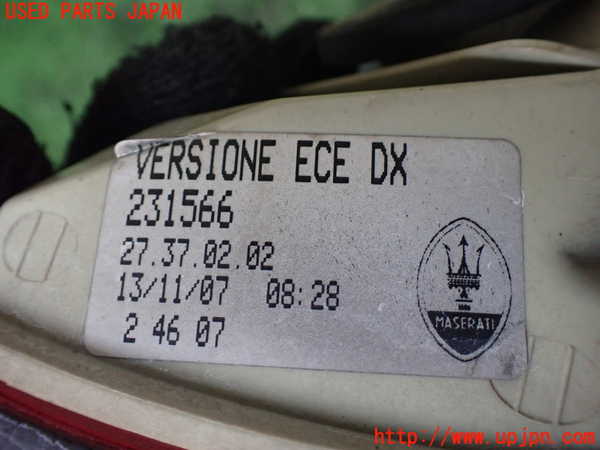 USED PARTS JAPAN
VERSIONE ECE DX
231566
27.37.02.02
13/11/07 08:28
2 46 07
MASERATI
http://www.upjpn.com/